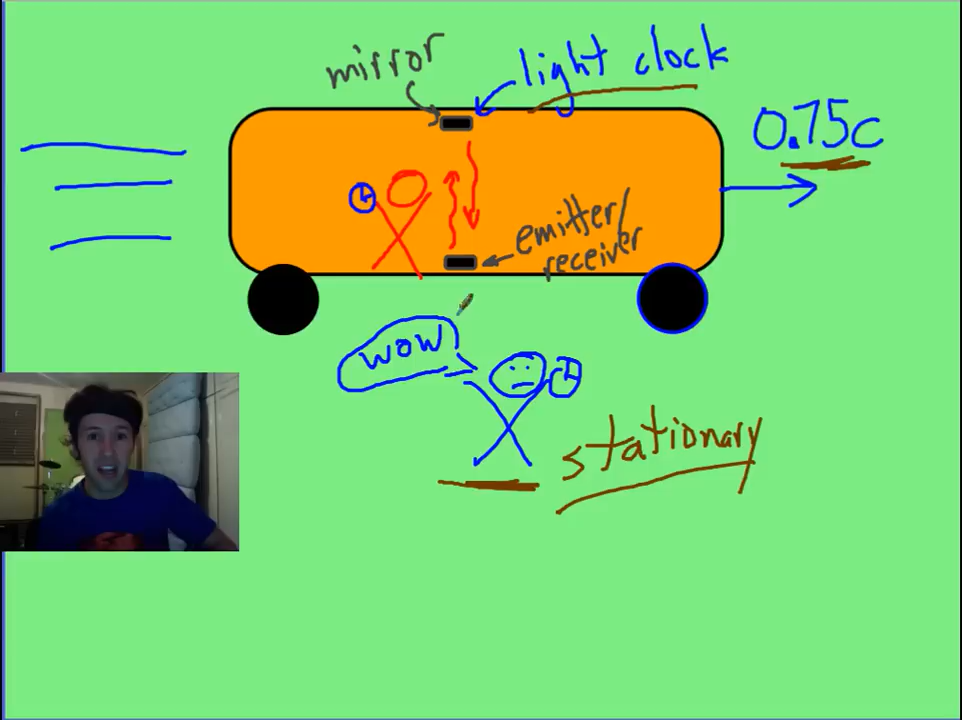 mirror
light clock
0.75c
emitter/
receiver
wow
stationary